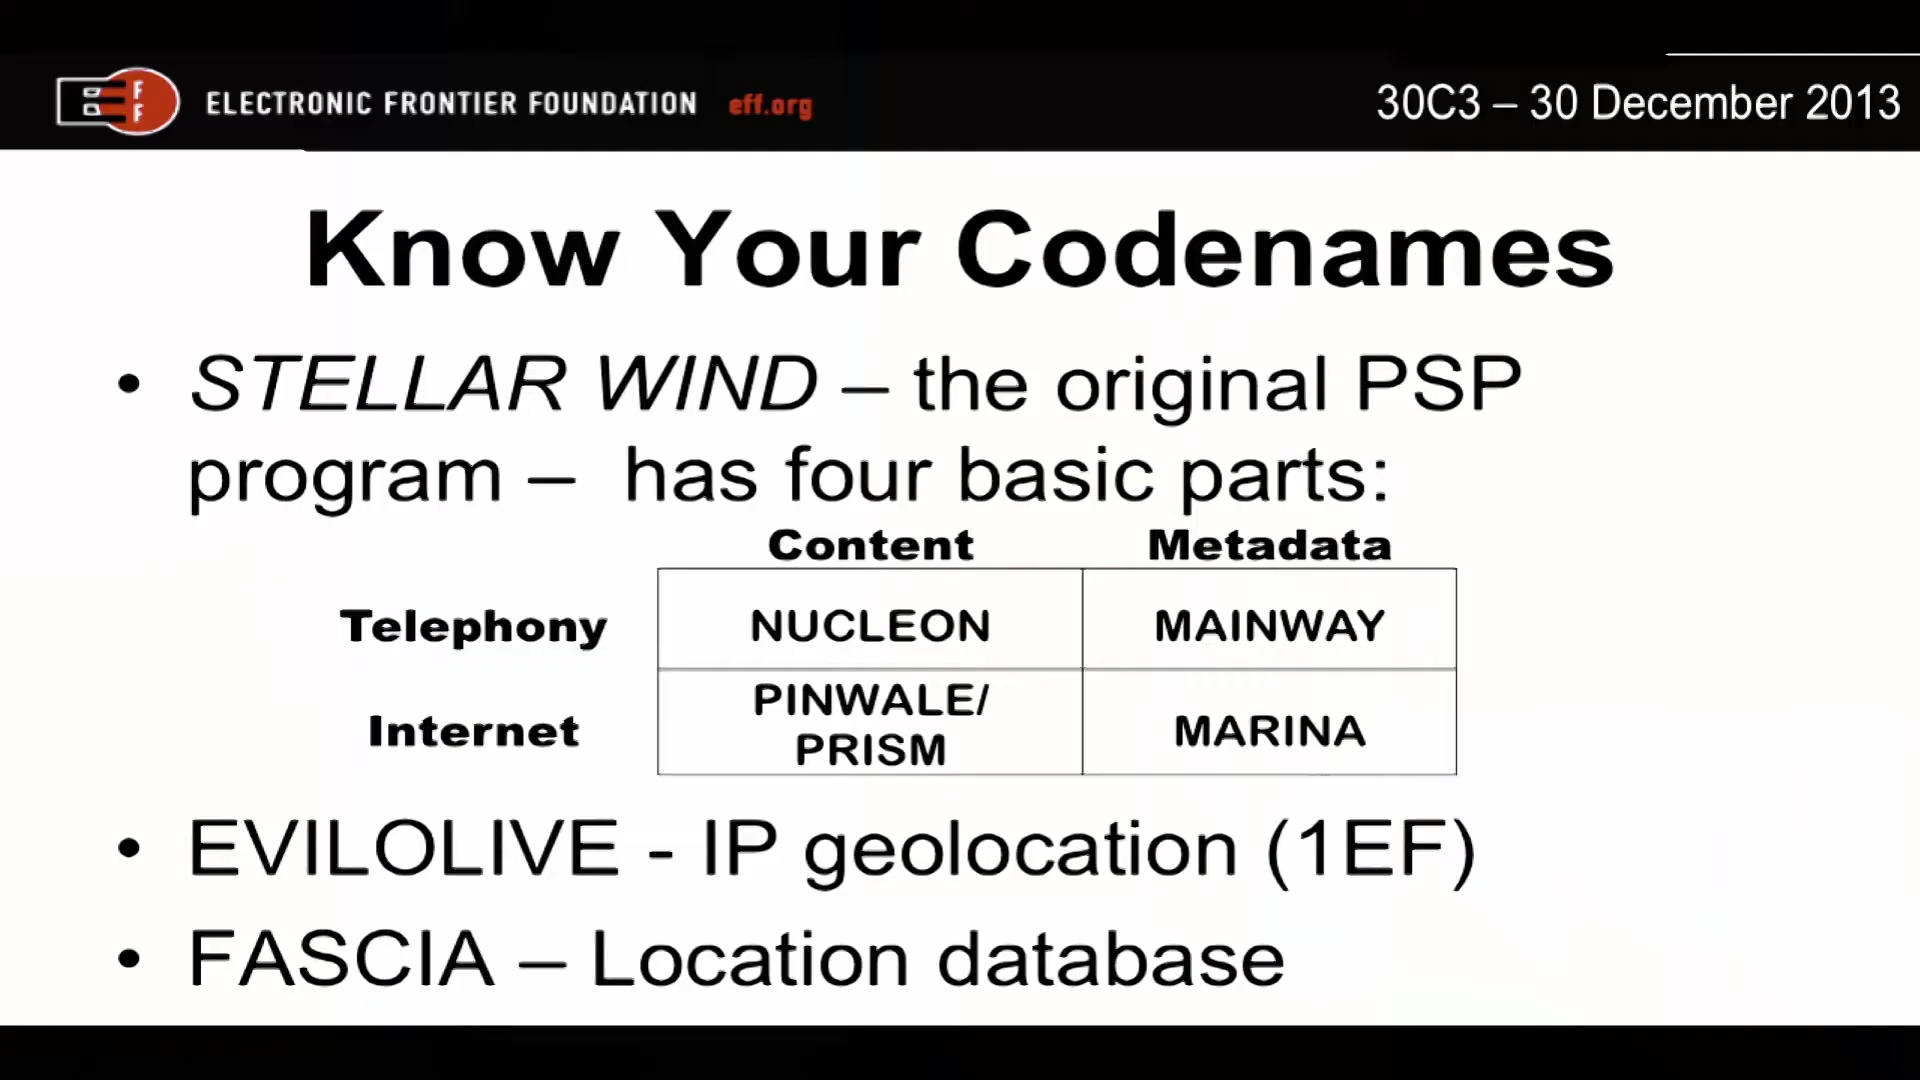 EFF ELECTRONIC FRONTIER FOUNDATION eff.org
30C3 – 30 December 2013
Know Your Codenames
• STELLAR WIND – the original PSP
program – has four basic parts:
Content Metadata
Telephony NUCLEON MAINWAY
Internet PINWALE/
PRISM MARINA
• EVILOLIVE - IP geolocation (1EF)
• FASCIA – Location database